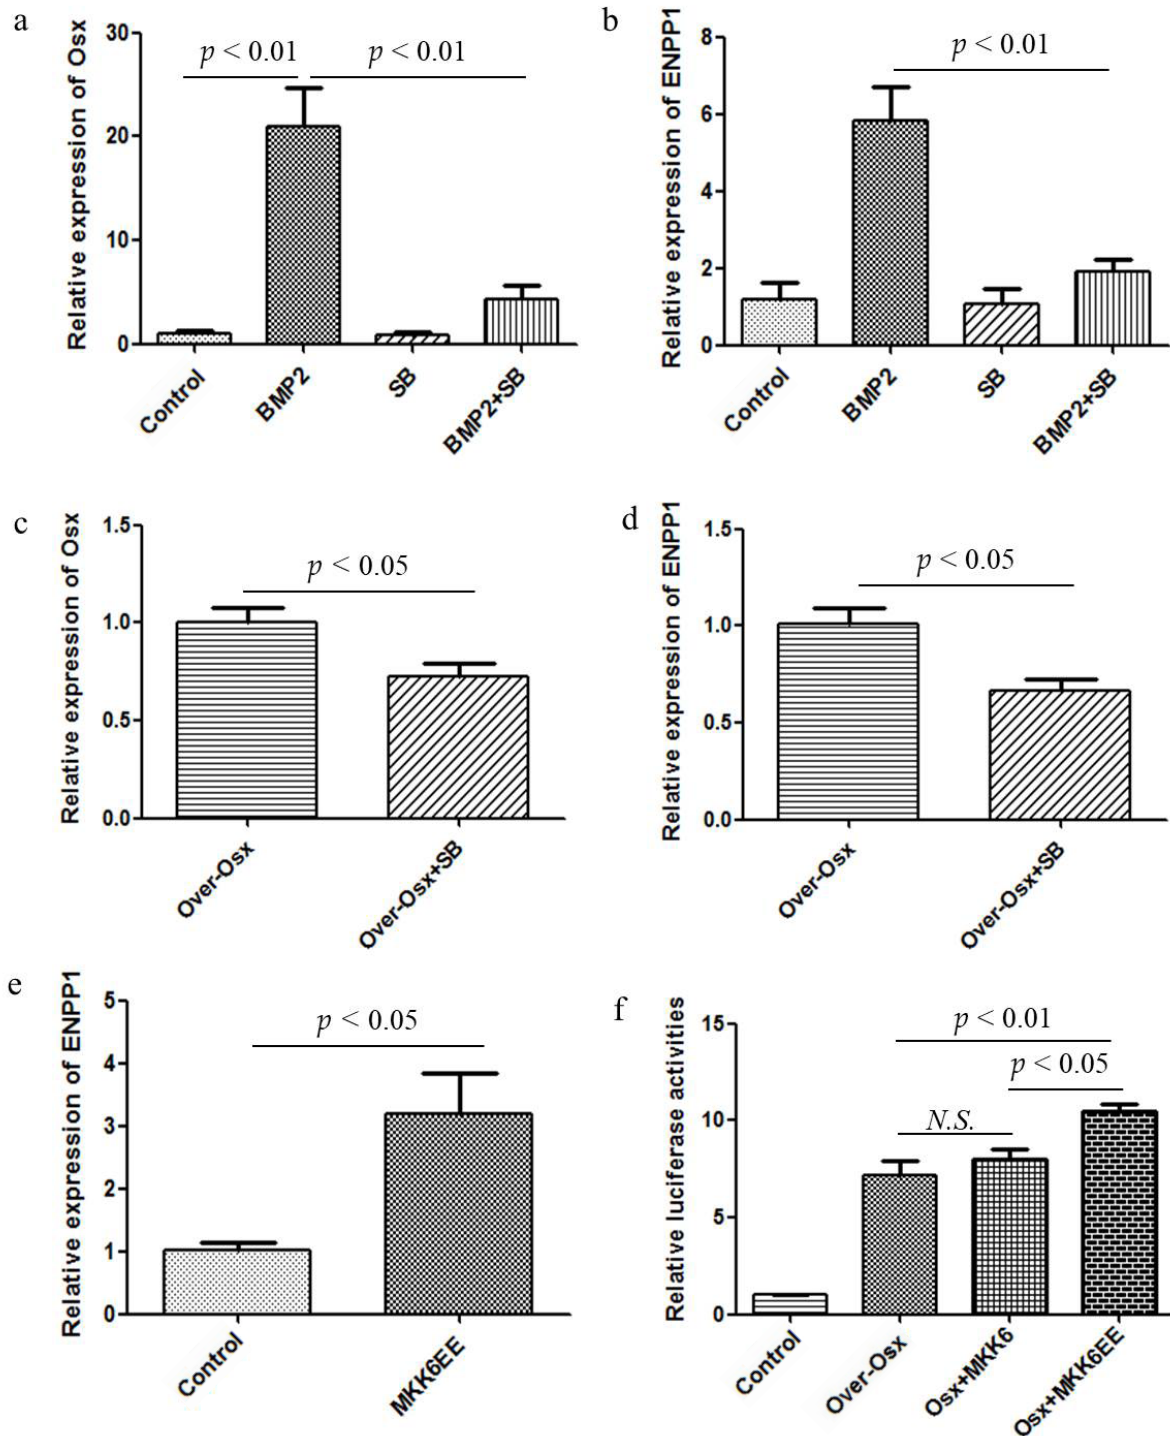 a
Relative expression of Osx
30
20
10
0
p < 0.01
p < 0.01
Control
BMP2
SB
BMP2+SB
b
Relative expression of ENPP1
8
6
4
2
0
p < 0.01
Control
BMP2
SB
BMP2+SB
c
Relative expression of Osx
1.5
1.0
0.5
0.0
p < 0.05
Over-Osx
Over-Osx+SB
d
Relative expression of ENPP1
1.5
1.0
0.5
0.0
p < 0.05
Over-Osx
Over-Osx+SB
e
Relative expression of ENPP1
5
4
3
2
1
0
p < 0.05
Control
MKK6EE
f
Relative luciferase activities
15
10
5
0
p < 0.01
p < 0.05
N.S.
Control
Over-Osx
Osx+MKK6
Osx+MKK6EE